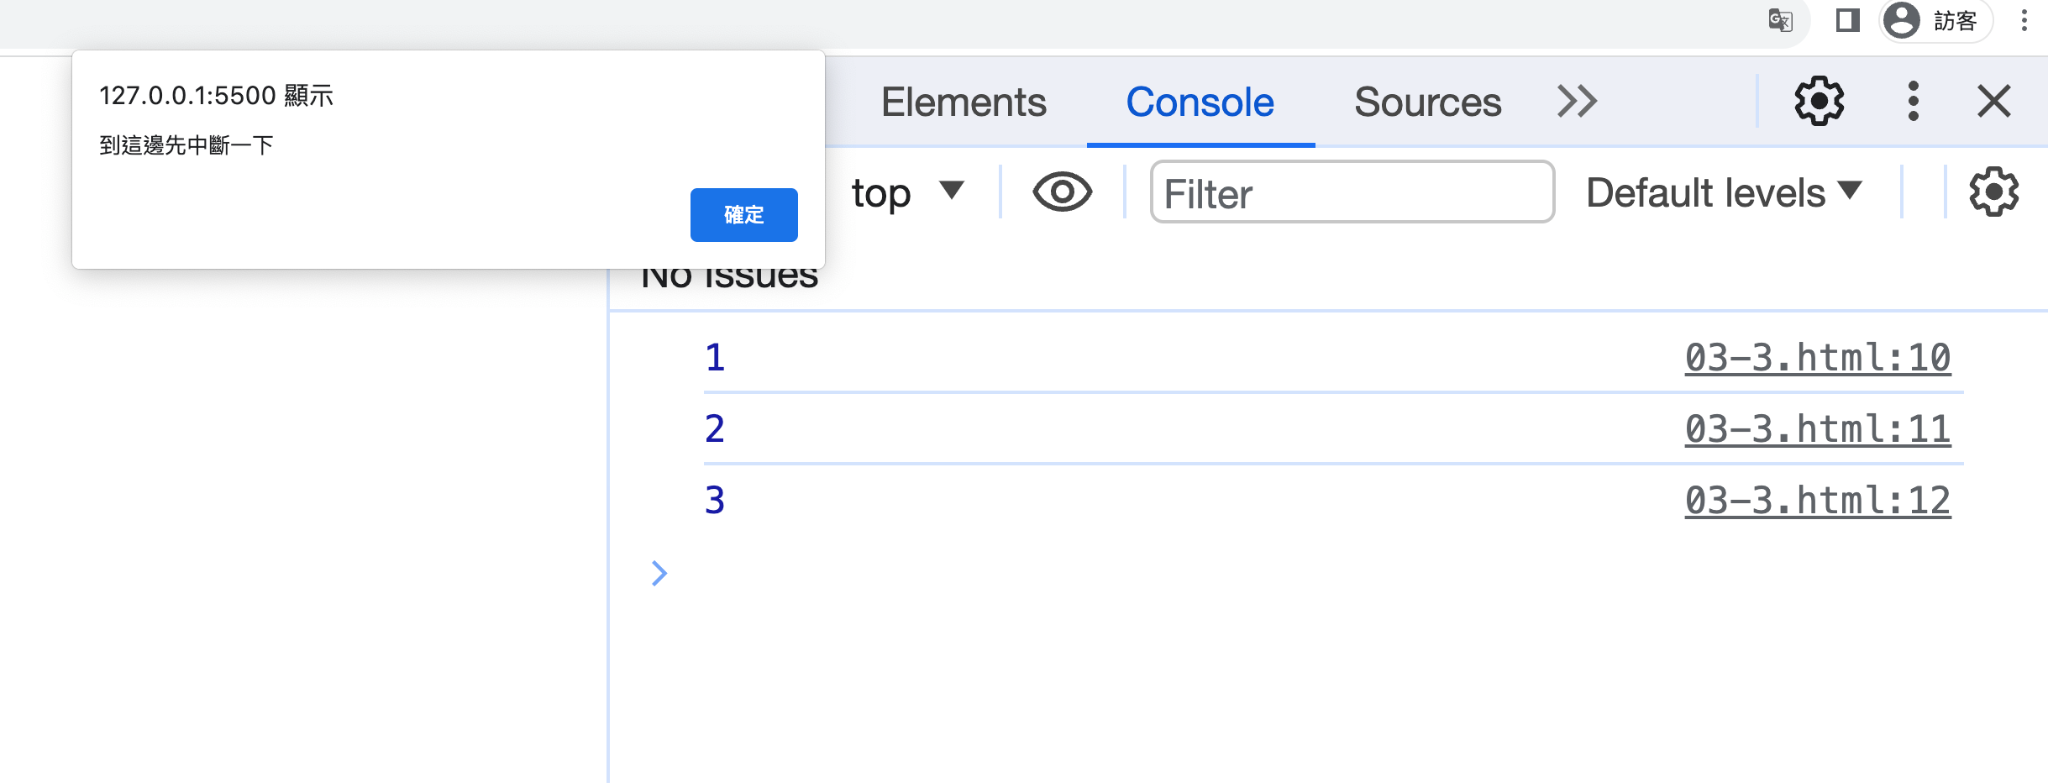 訪客
127.0.0.1:5500 顯示
到這邊先中斷一下
確定
Elements Console Sources
top Filter Default levels
No Issues
1 03-3.html:10
2 03-3.html:11
3 03-3.html:12